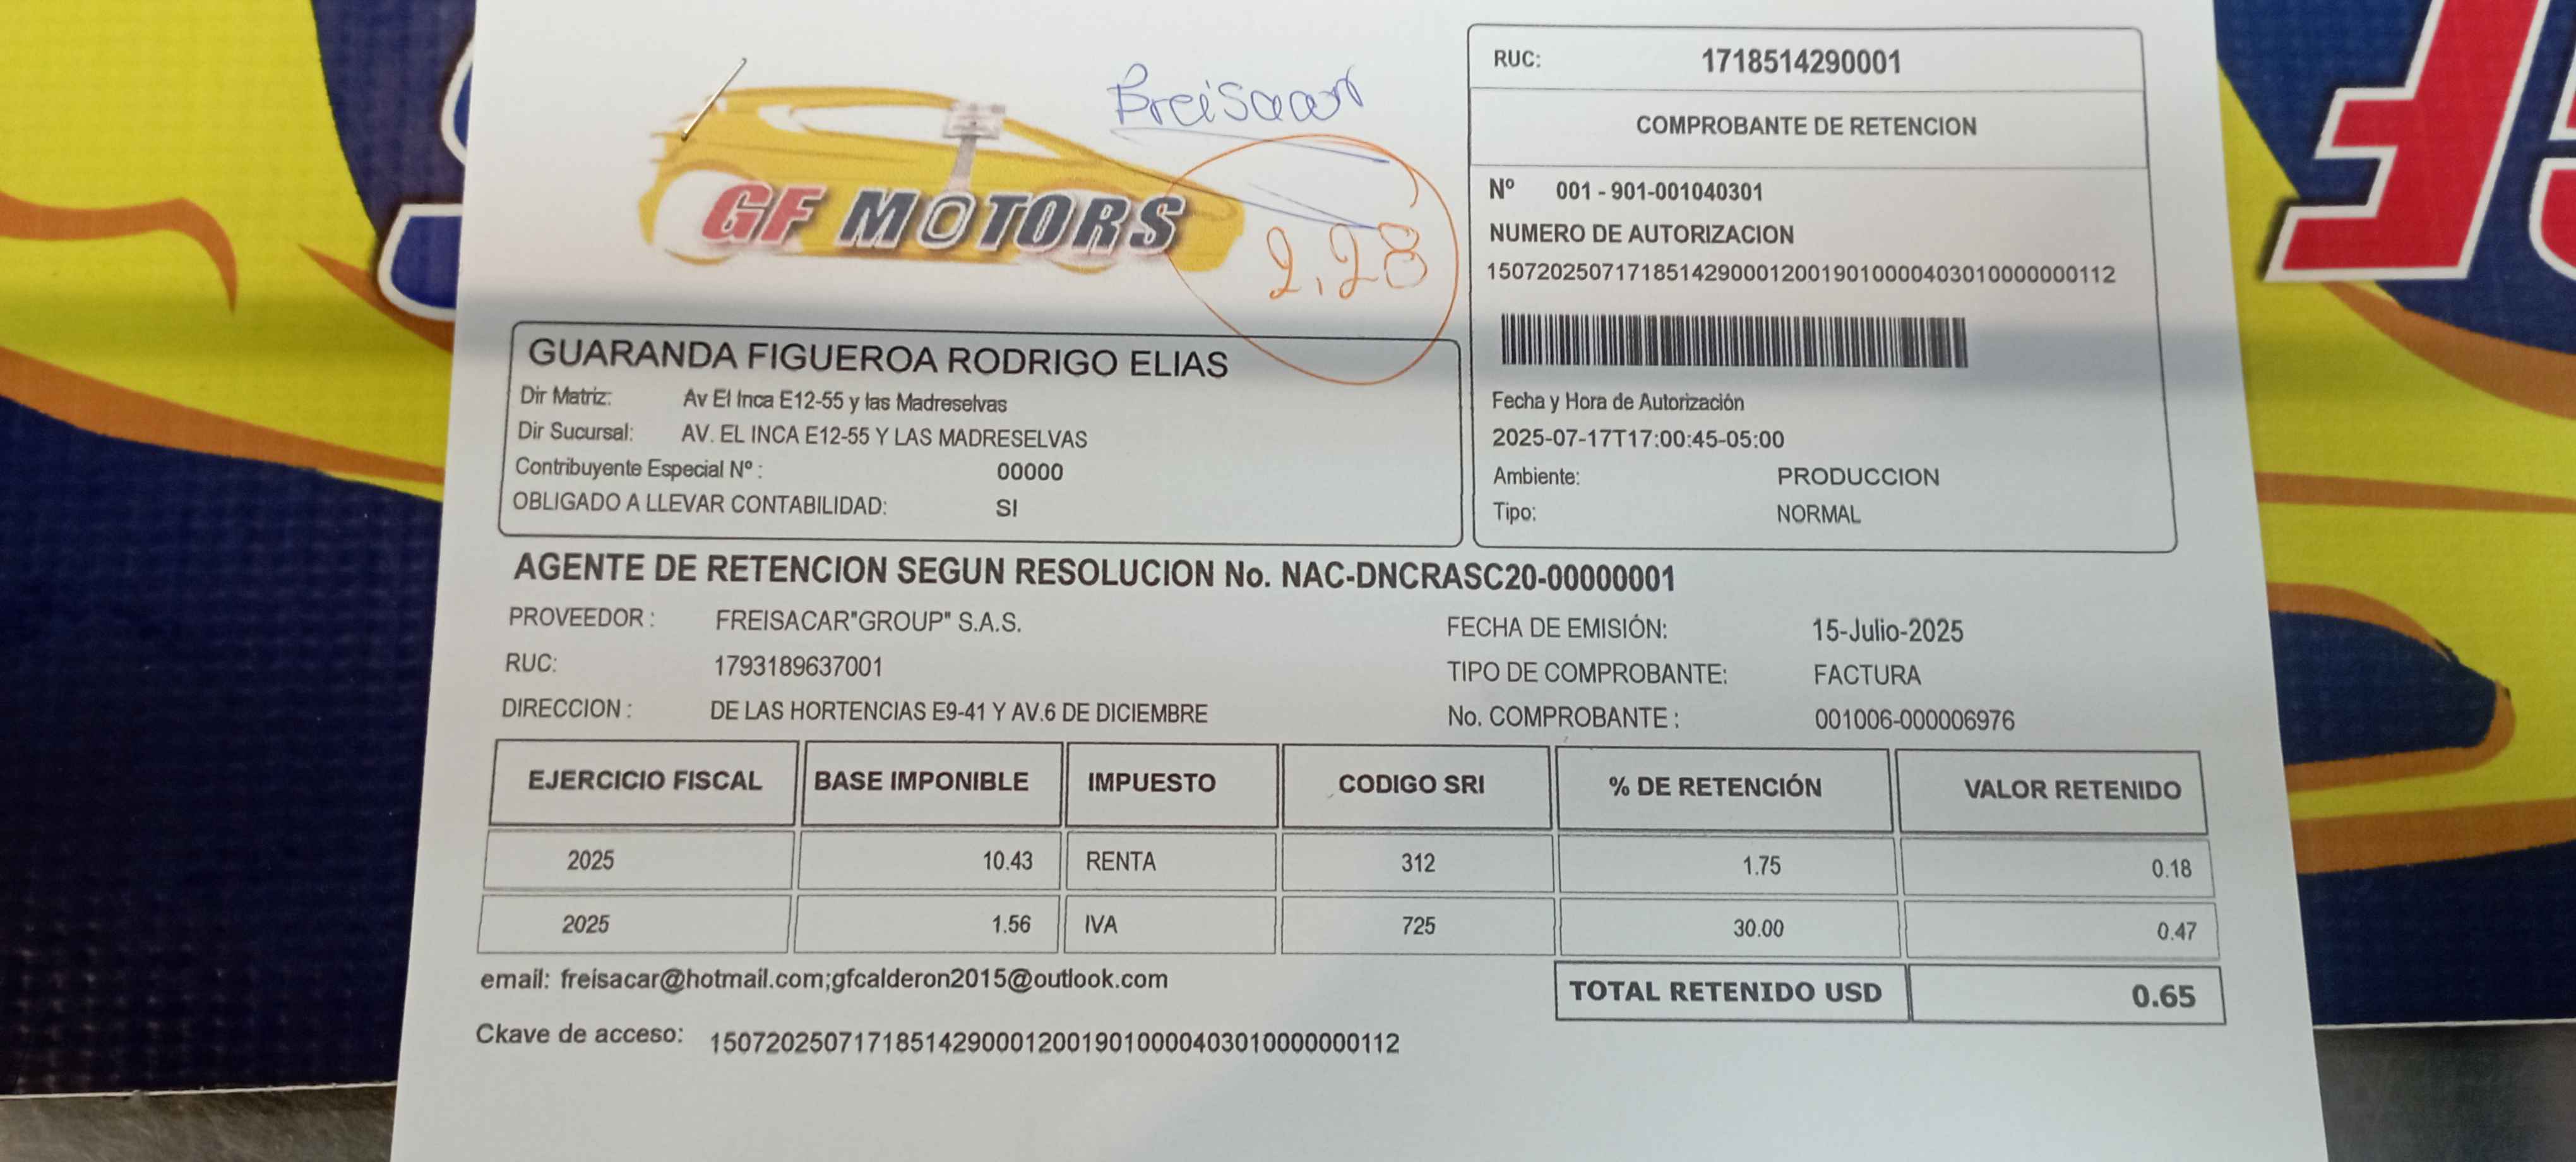 Freisacar
GF MOTORS
2,28
RUC: 1718514290001
COMPROBANTE DE RETENCION
Nº 001 - 901-001040301
NUMERO DE AUTORIZACION
1507202507171851429000120019010000403010000000112
Fecha y Hora de Autorización
2025-07-17T17:00:45-05:00
Ambiente: PRODUCCION
Tipo: NORMAL
GUARANDA FIGUEROA RODRIGO ELIAS
Dir Matriz: Av El Inca E12-55 y las Madreselvas
Dir Sucursal: AV. EL INCA E12-55 Y LAS MADRESELVAS
Contribuyente Especial Nº : 00000
OBLIGADO A LLEVAR CONTABILIDAD: SI
AGENTE DE RETENCION SEGUN RESOLUCION No. NAC-DNCRASC20-00000001
PROVEEDOR : FREISACAR"GROUP" S.A.S.
RUC: 1793189637001
DIRECCION : DE LAS HORTENCIAS E9-41 Y AV.6 DE DICIEMBRE
FECHA DE EMISIÓN: 15-Julio-2025
TIPO DE COMPROBANTE: FACTURA
No. COMPROBANTE : 001006-000006976
EJERCICIO FISCAL BASE IMPONIBLE IMPUESTO CODIGO SRI % DE RETENCIÓN VALOR RETENIDO
2025 10.43 RENTA 312 1.75 0.18
2025 1.56 IVA 725 30.00 0.47
TOTAL RETENIDO USD 0.65
email: freisacar@hotmail.com;gfcalderon2015@outlook.com
Ckave de acceso: 1507202507171851429000120019010000403010000000112